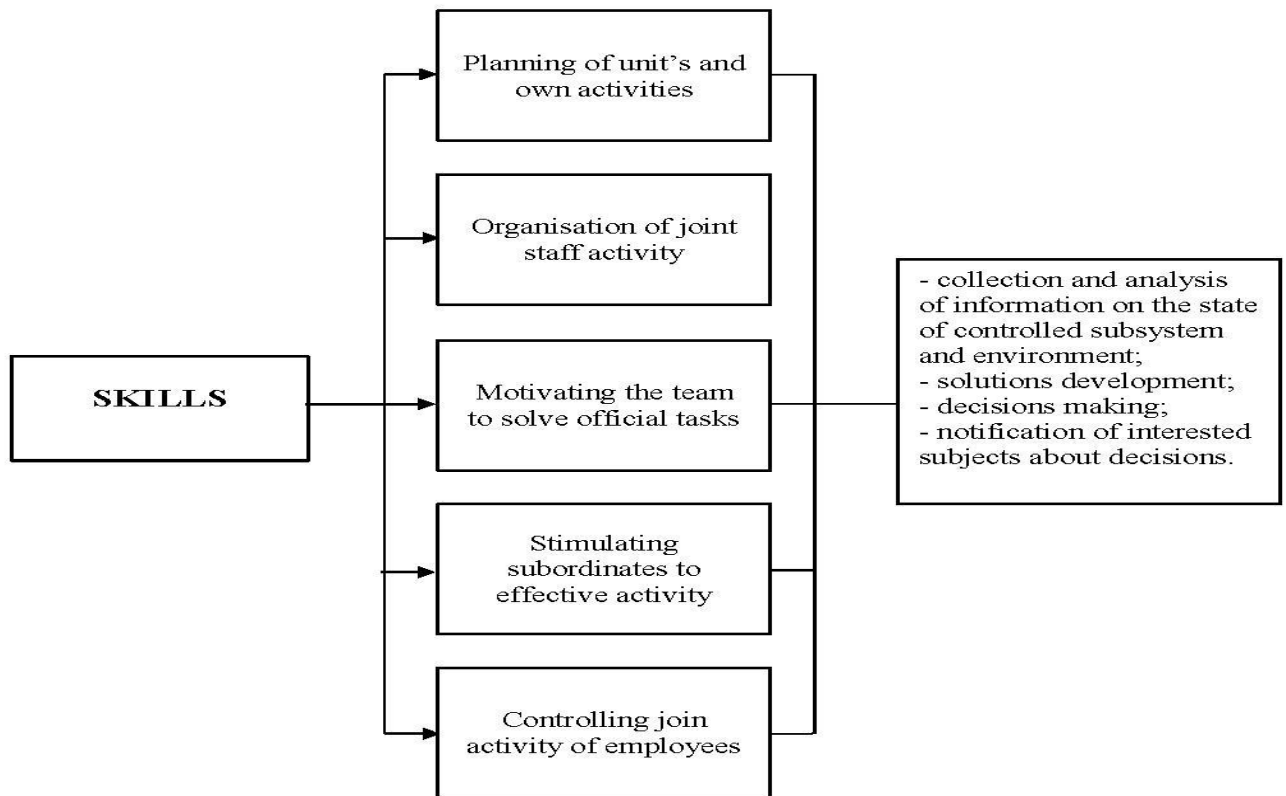 Planning of unit's and
own activities
Organisation of joint
staff activity
SKILLS
Motivating the team
to solve official tasks
Stimulating
subordinates to
effective activity
Controlling join
activity of employees
- collection and analysis
of information on the state
of controlled subsystem
and environment;
- solutions development;
- decisions making;
- notification of interested
subjects about decisions.